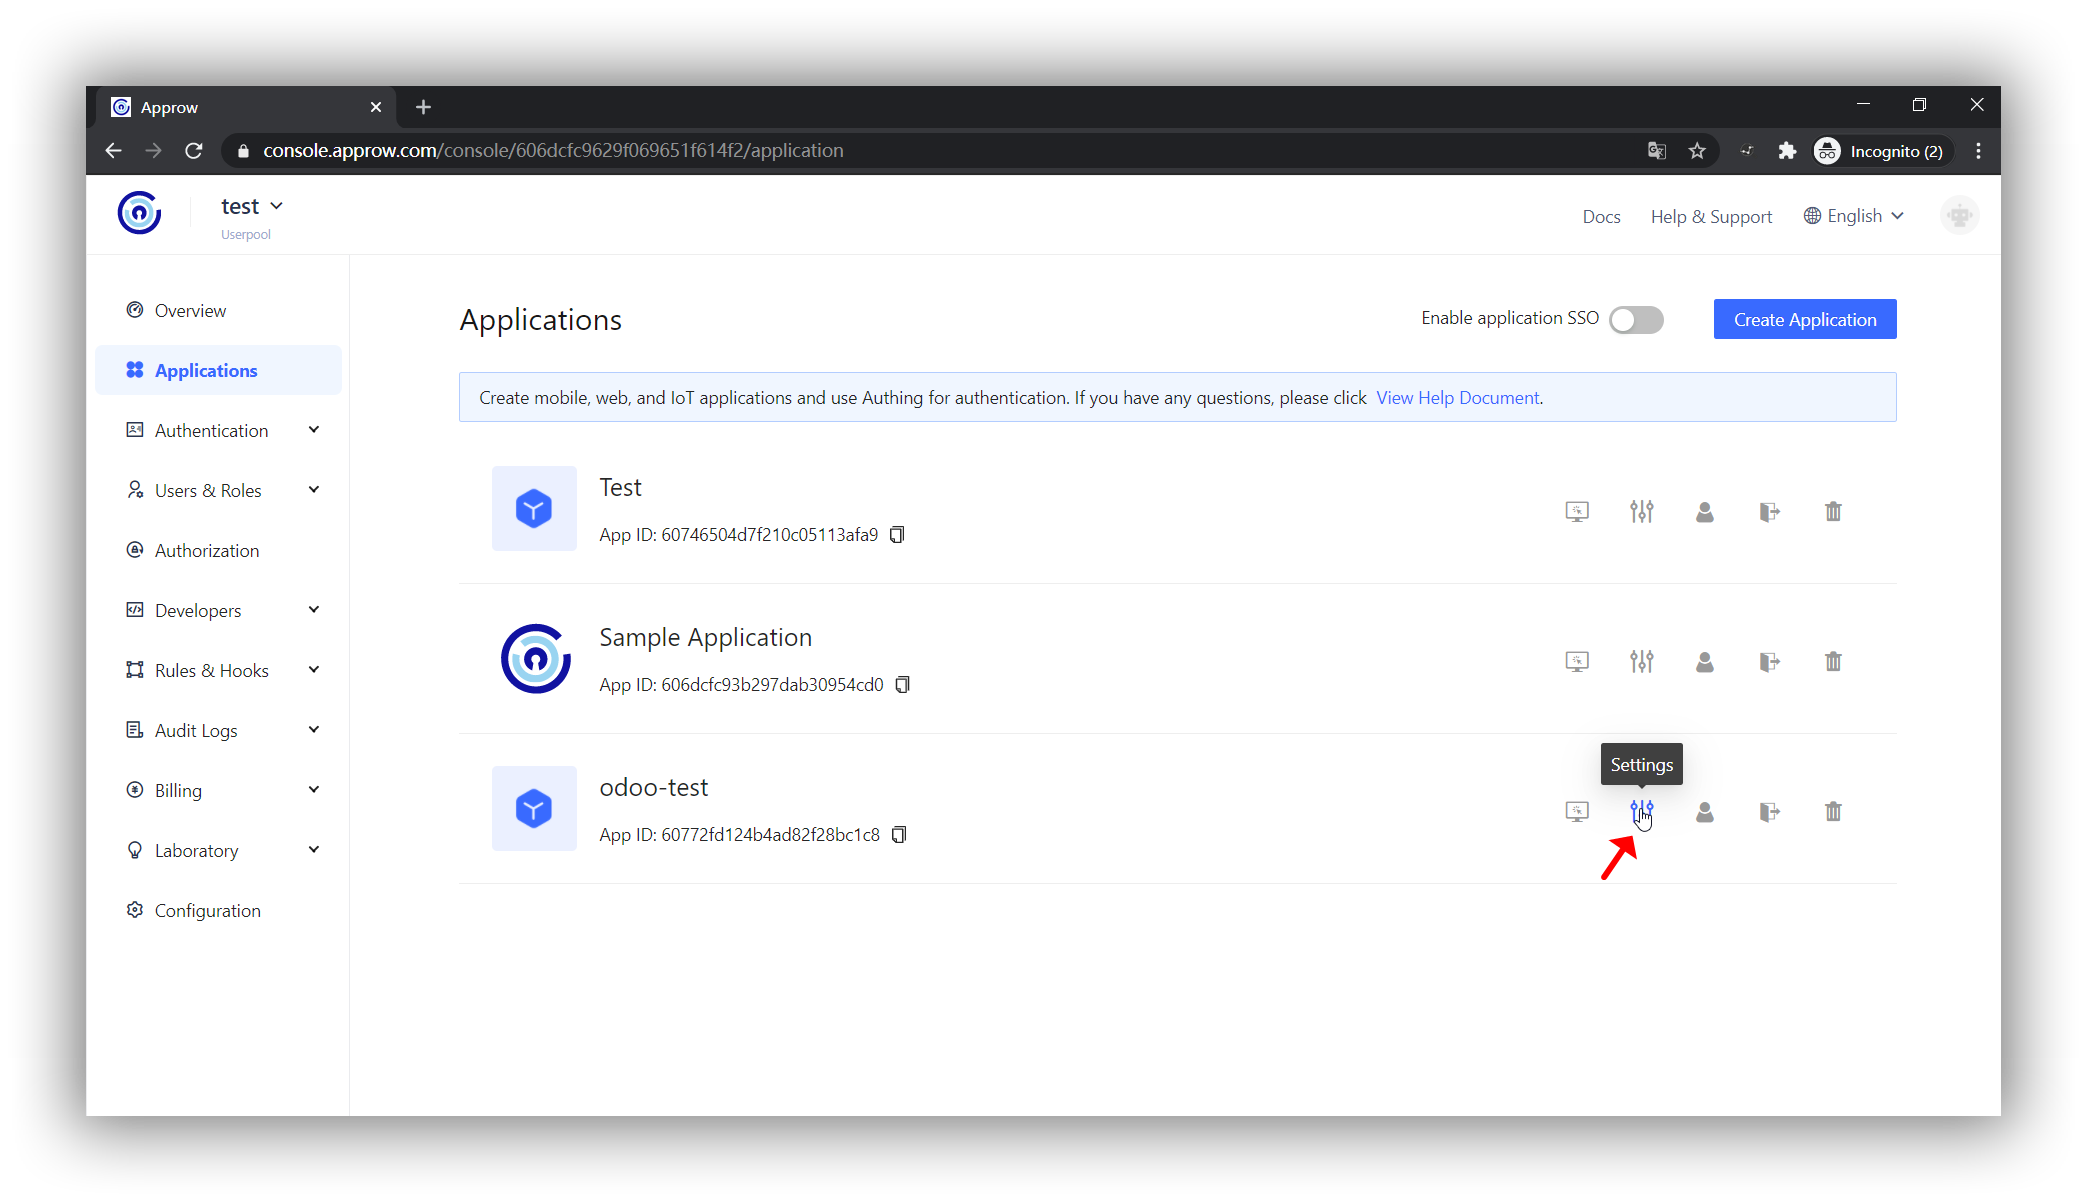 Approw
console.approw.com/console/606dcfc9629f069651f614f2/application
Incognito (2)
test
Userpool
Docs
Help & Support
English
Overview
Applications
Authentication
Users & Roles
Authorization
Developers
Rules & Hooks
Audit Logs
Billing
Laboratory
Configuration
Applications
Enable application SSO
Create Application
Create mobile, web, and IoT applications and use Authing for authentication. If you have any questions, please click View Help Document.
Test
App ID: 60746504d7f210c05113afa9
Sample Application
App ID: 606dcfc93b297dab30954cd0
Settings
odoo-test
App ID: 60772fd124b4ad82f28bc1c8